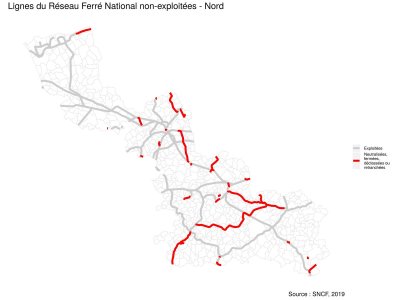 Lignes du Réseau Ferré National non-exploitées - Nord
Exploitées
Neutralisées,
fermées,
déclassées ou
retranchées
Source : SNCF, 2019